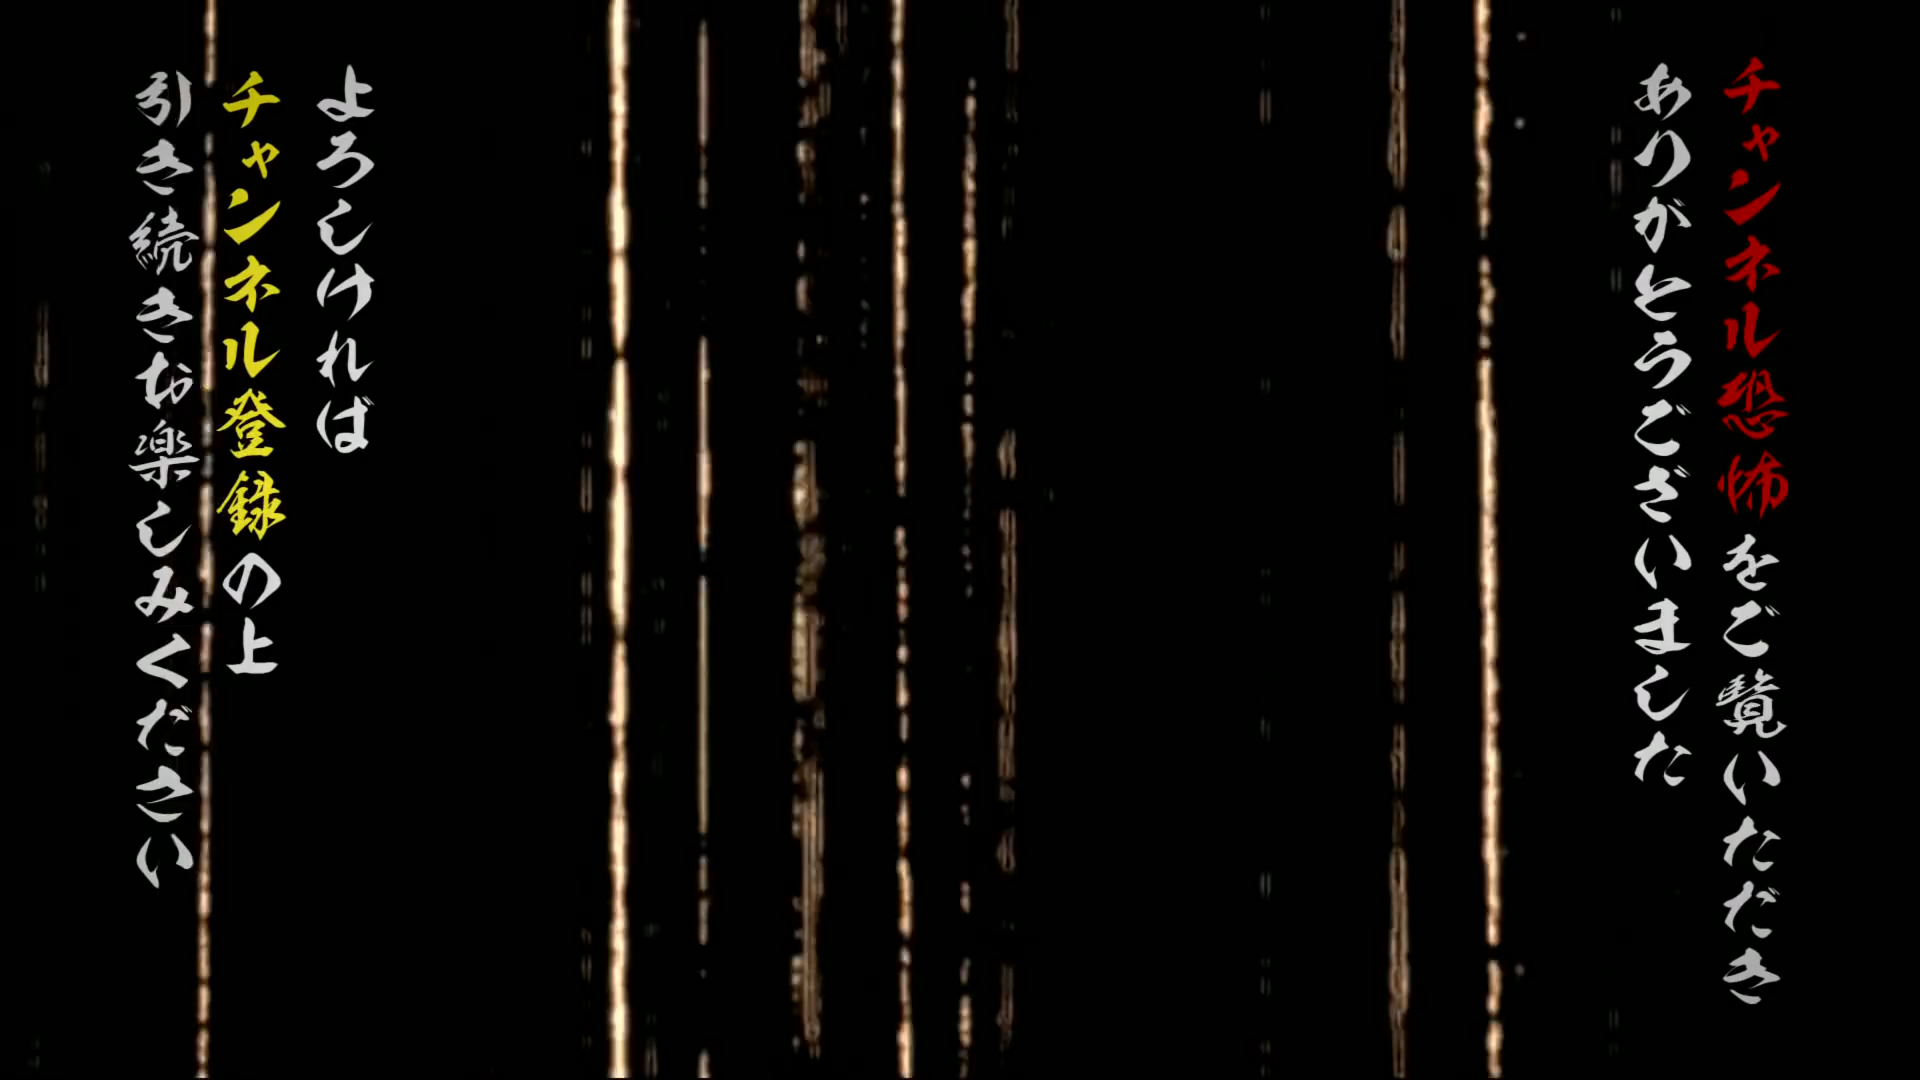 チャンネル恐怖をご覧いただき
ありがとうございました
よろしければ
チャンネル登録の上
引き続きお楽しみください